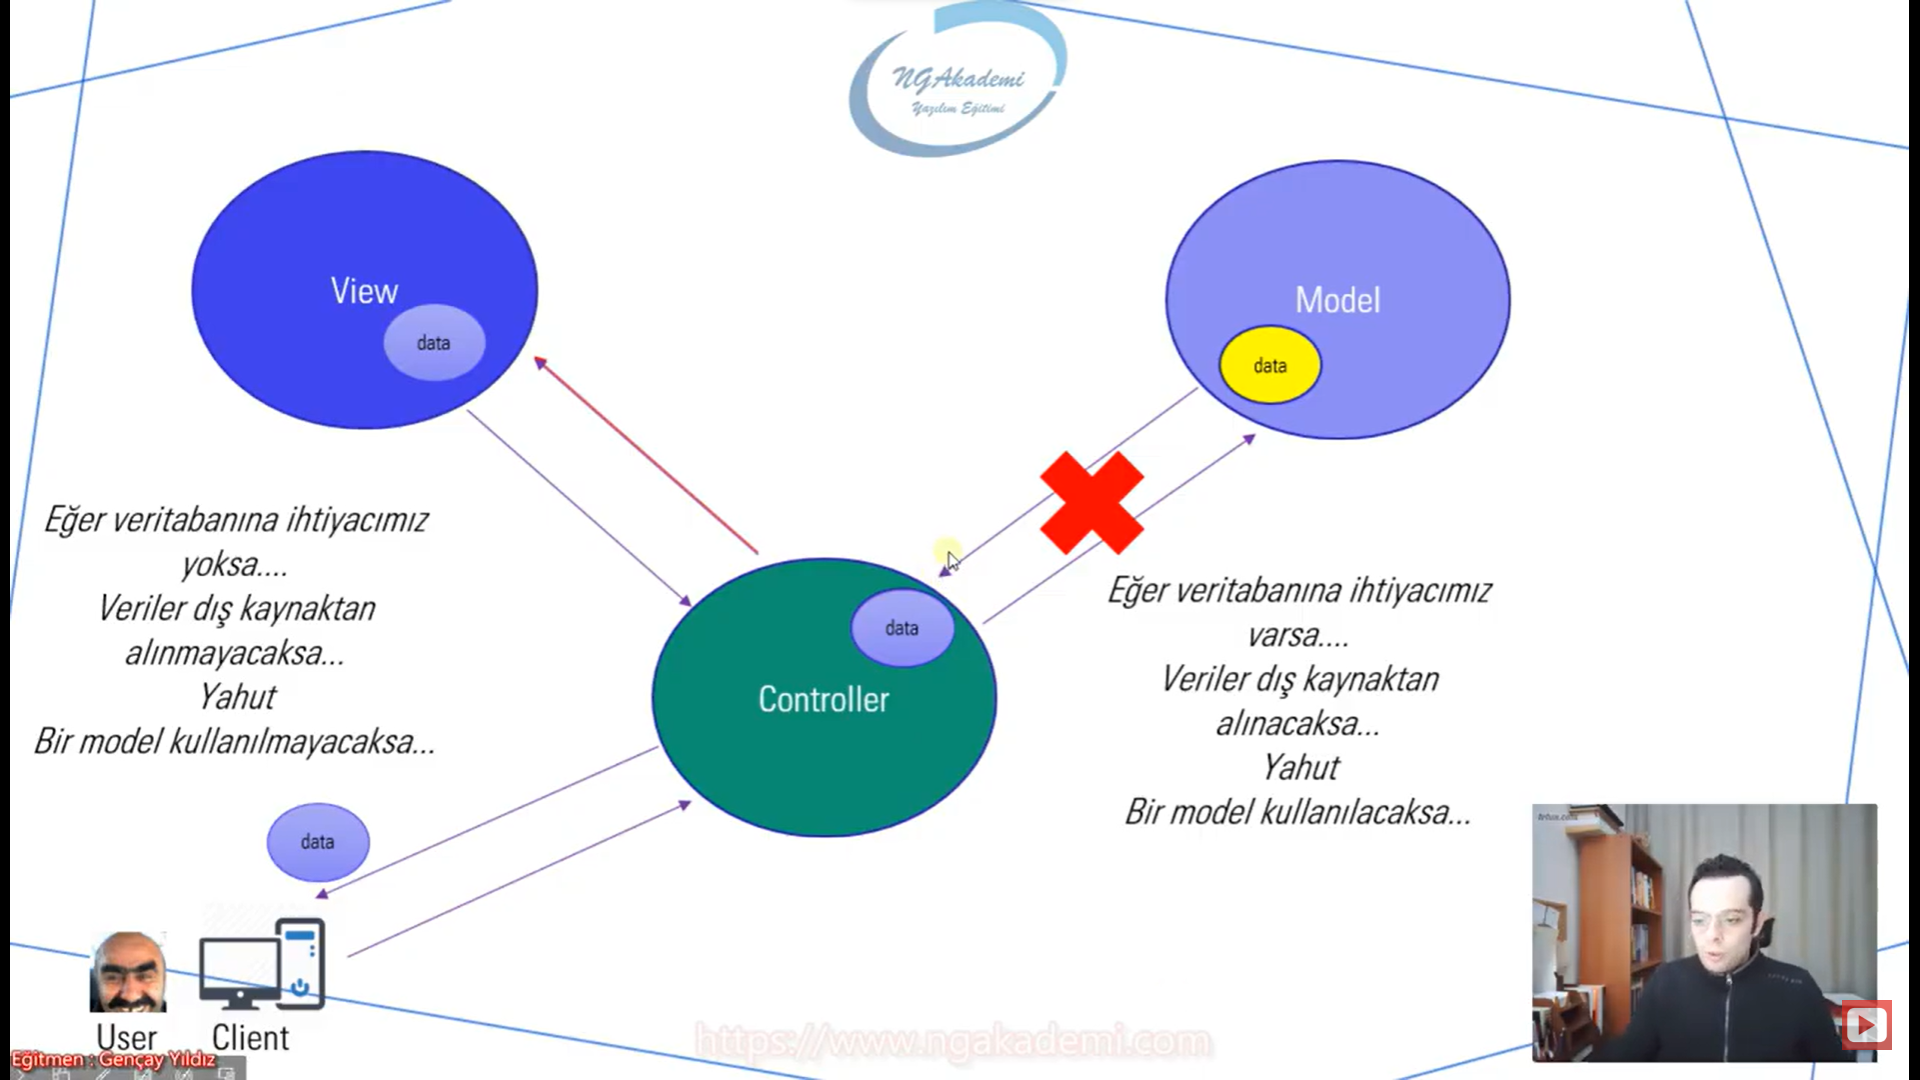 NGAkademi
Yazılım Eğitimi
View
data
Model
data
Eğer veritabanına ihtiyacımız
yoksa....
Veriler dış kaynaktan
alınmayacaksa...
Yahut
Bir model kullanılmayacaksa...
data
Controller
Eğer veritabanına ihtiyacımız
varsa....
Veriler dış kaynaktan
alınacaksa...
Yahut
Bir model kullanılacaksa...
data
User
Client
https://www.ngakademi.com
Eğitmen : Gençay Yıldız